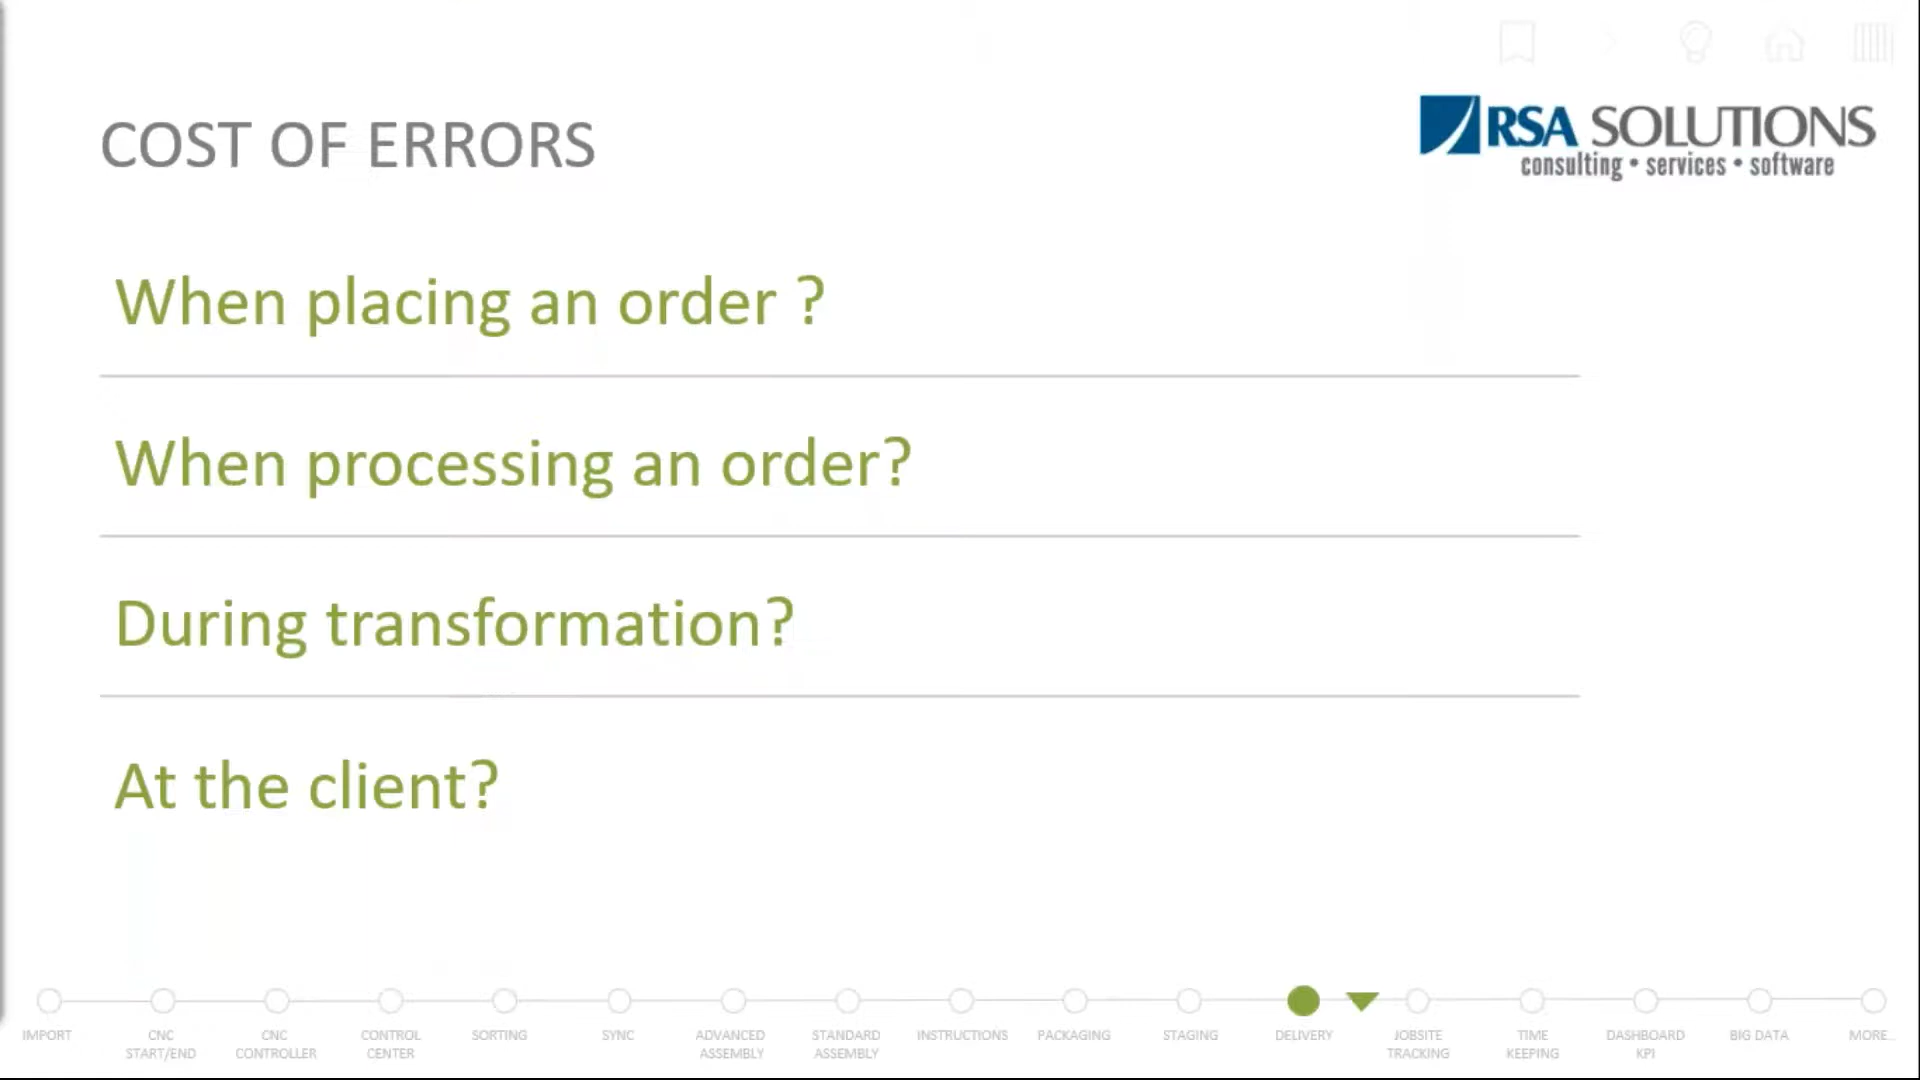 COST OF ERRORS
RSA SOLUTIONS
consulting • services • software
When placing an order ?
When processing an order?
During transformation?
At the client?
IMPORT
CNC
START/END
CNC
CONTROLLER
CONTROL
CENTER
SORTING
SYNC
ADVANCED
ASSEMBLY
STANDARD
ASSEMBLY
INSTRUCTIONS
PACKAGING
STAGING
DELIVERY
JOBSITE
TRACKING
TIME
KEEPING
DASHBOARD
KPI
BIG DATA
MORE...